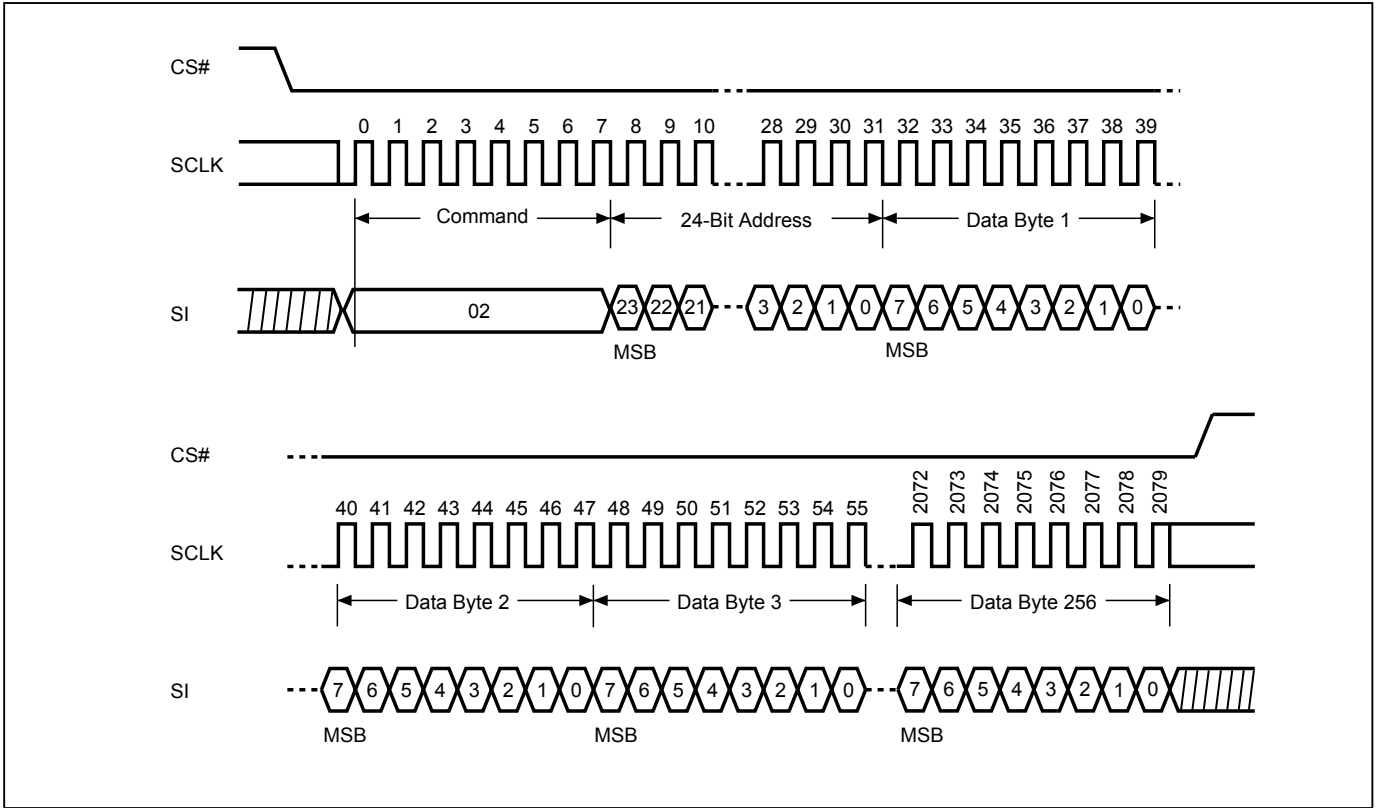 CS#
0 1 2 3 4 5 6 7 8 9 10 28 29 30 31 32 33 34 35 36 37 38 39
SCLK
Command 24-Bit Address Data Byte 1
SI 02 23 22 21 3 2 1 0 7 6 5 4 3 2 1 0
MSB MSB
CS#
2072 2073 2074 2075 2076 2077 2078 2079
40 41 42 43 44 45 46 47 48 49 50 51 52 53 54 55
SCLK
Data Byte 2 Data Byte 3 Data Byte 256
SI 7 6 5 4 3 2 1 0 7 6 5 4 3 2 1 0 7 6 5 4 3 2 1 0
MSB MSB MSB